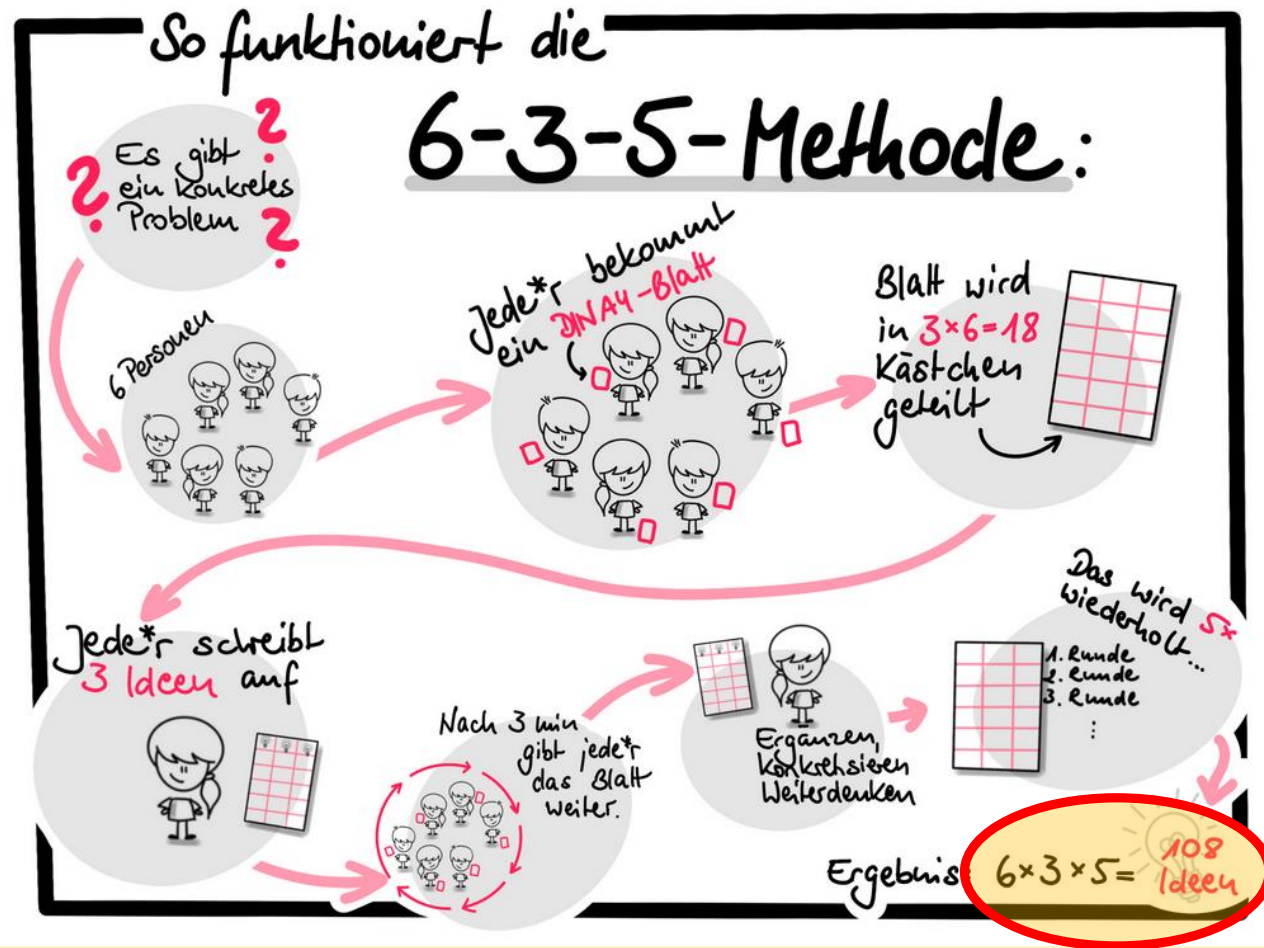 So funktioniert die
6-3-5-Methode:
Es gibt
ein konkretes
Problem
6 Personen
Jede*r bekommt
ein DIN A4-Blatt
Blatt wird
in 3×6=18
Kästchen
geteilt
Jede*r schreibt
3 Ideen auf
Nach 3 min
gibt jede*r
das Blatt
weiter.
Ergänzen,
Konkretisieren
Weiterdenken
Das wird 5x
wiederholt...
1. Runde
2. Runde
3. Runde
⋮
Ergebnis: 6×3×5= 108
Ideen